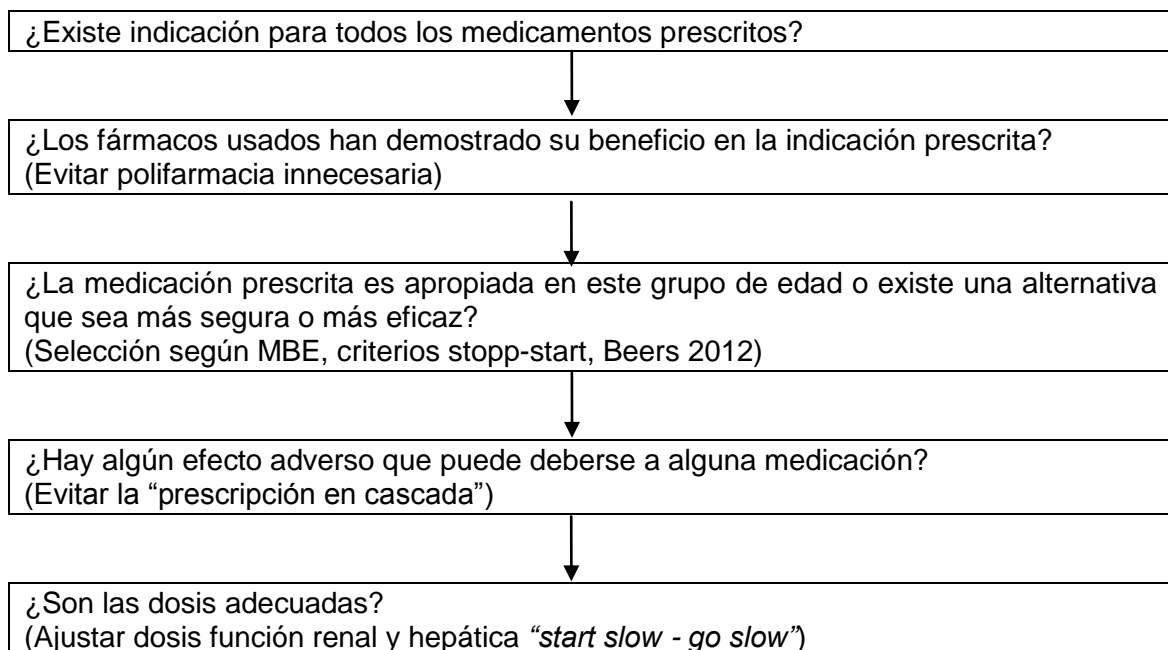 ¿Existe indicación para todos los medicamentos prescritos?
¿Los fármacos usados han demostrado su beneficio en la indicación prescrita?
(Evitar polifarmacia innecesaria)
¿La medicación prescrita es apropiada en este grupo de edad o existe una alternativa
que sea más segura o más eficaz?
(Selección según MBE, criterios stopp-start, Beers 2012)
¿Hay algún efecto adverso que puede deberse a alguna medicación?
(Evitar la “prescripción en cascada”)
¿Son las dosis adecuadas?
(Ajustar dosis función renal y hepática “start slow - go slow”)